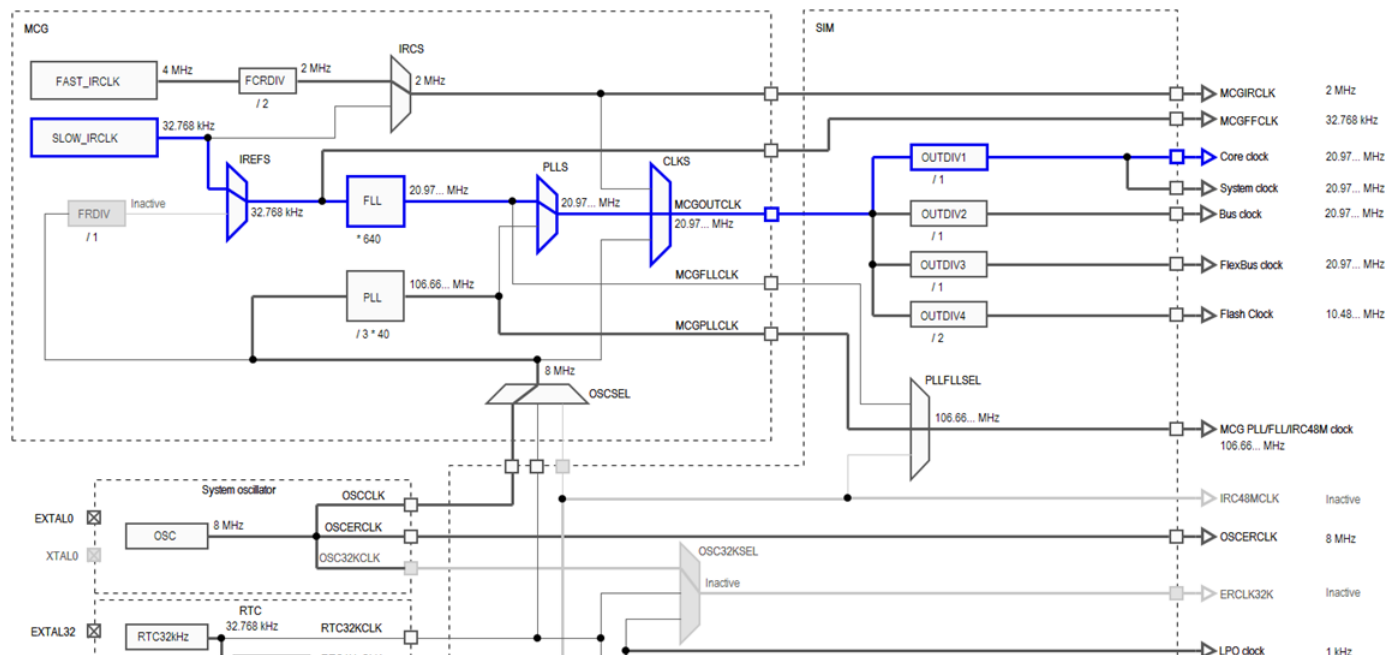 MCG
SIM
IRCS
FAST_IRCLK
4 MHz
FCRDIV
/ 2
2 MHz
2 MHz
MCGIRCLK
2 MHz
SLOW_IRCLK
32.768 kHz
MCGFFCLK
32.768 kHz
IREFS
PLLS
CLKS
OUTDIV1
/ 1
Core clock
20.97... MHz
System clock
20.97... MHz
FRDIV
/ 1
Inactive
32.768 kHz
FLL
* 640
20.97... MHz
20.97... MHz
MCGOUTCLK
20.97... MHz
OUTDIV2
/ 1
Bus clock
20.97... MHz
OUTDIV3
/ 1
FlexBus clock
20.97... MHz
MCGFLLCLK
PLL
/ 3 * 40
106.66... MHz
MCGPLLCLK
OUTDIV4
/ 2
Flash Clock
10.48... MHz
8 MHz
OSCSEL
PLLFLLSEL
106.66... MHz
MCG PLL/FLL/IRC48M clock
106.66... MHz
System oscillator
EXTAL0
XTAL0
OSC
8 MHz
OSCCLK
OSCERCLK
OSC32KCLK
IRC48MCLK
Inactive
OSCERCLK
8 MHz
OSC32KSEL
Inactive
ERCLK32K
Inactive
RTC
EXTAL32
RTC32kHz
32.768 kHz
RTC32KCLK
LPO clock
1 kHz